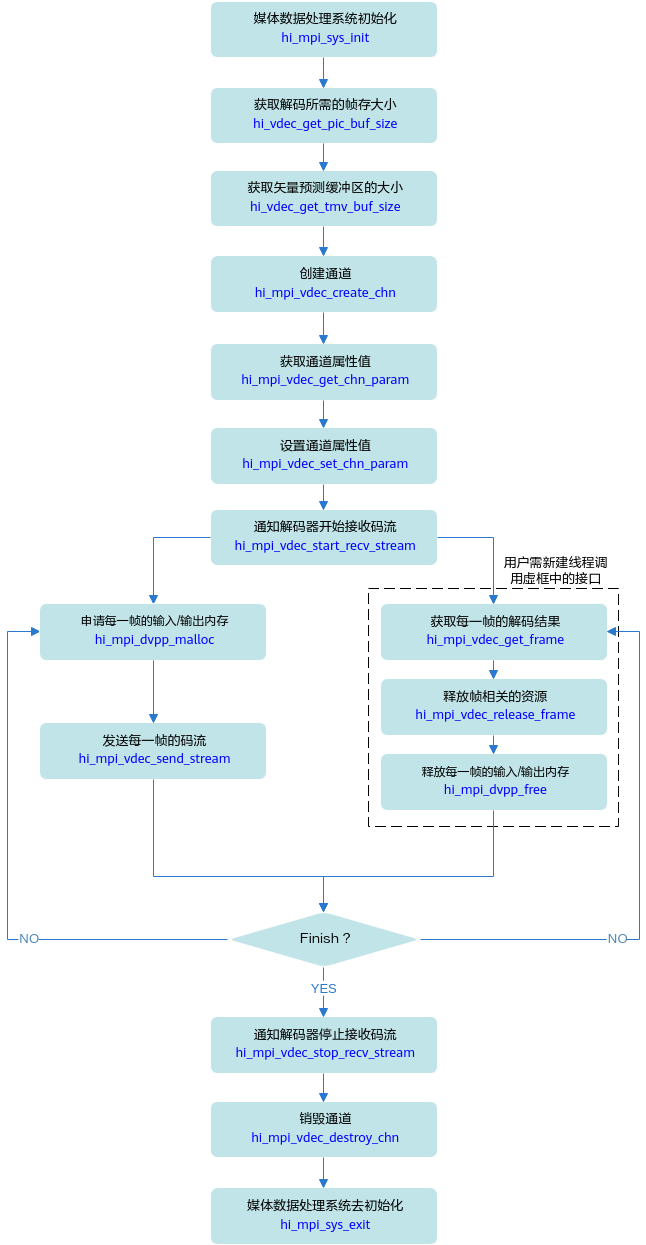 媒体数据处理系统初始化
hi_mpi_sys_init
获取解码所需的帧存大小
hi_vdec_get_pic_buf_size
获取矢量预测缓冲区的大小
hi_vdec_get_tmv_buf_size
创建通道
hi_mpi_vdec_create_chn
获取通道属性值
hi_mpi_vdec_get_chn_param
设置通道属性值
hi_mpi_vdec_set_chn_param
通知解码器开始接收码流
hi_mpi_vdec_start_recv_stream
用户需新建线程调
用虚框中的接口
申请每一帧的输入/输出内存
hi_mpi_dvpp_malloc
发送每一帧的码流
hi_mpi_vdec_send_stream
获取每一帧的解码结果
hi_mpi_vdec_get_frame
释放帧相关的资源
hi_mpi_vdec_release_frame
释放每一帧的输入/输出内存
hi_mpi_dvpp_free
Finish ?
NO
NO
YES
通知解码器停止接收码流
hi_mpi_vdec_stop_recv_stream
销毁通道
hi_mpi_vdec_destroy_chn
媒体数据处理系统去初始化
hi_mpi_sys_exit